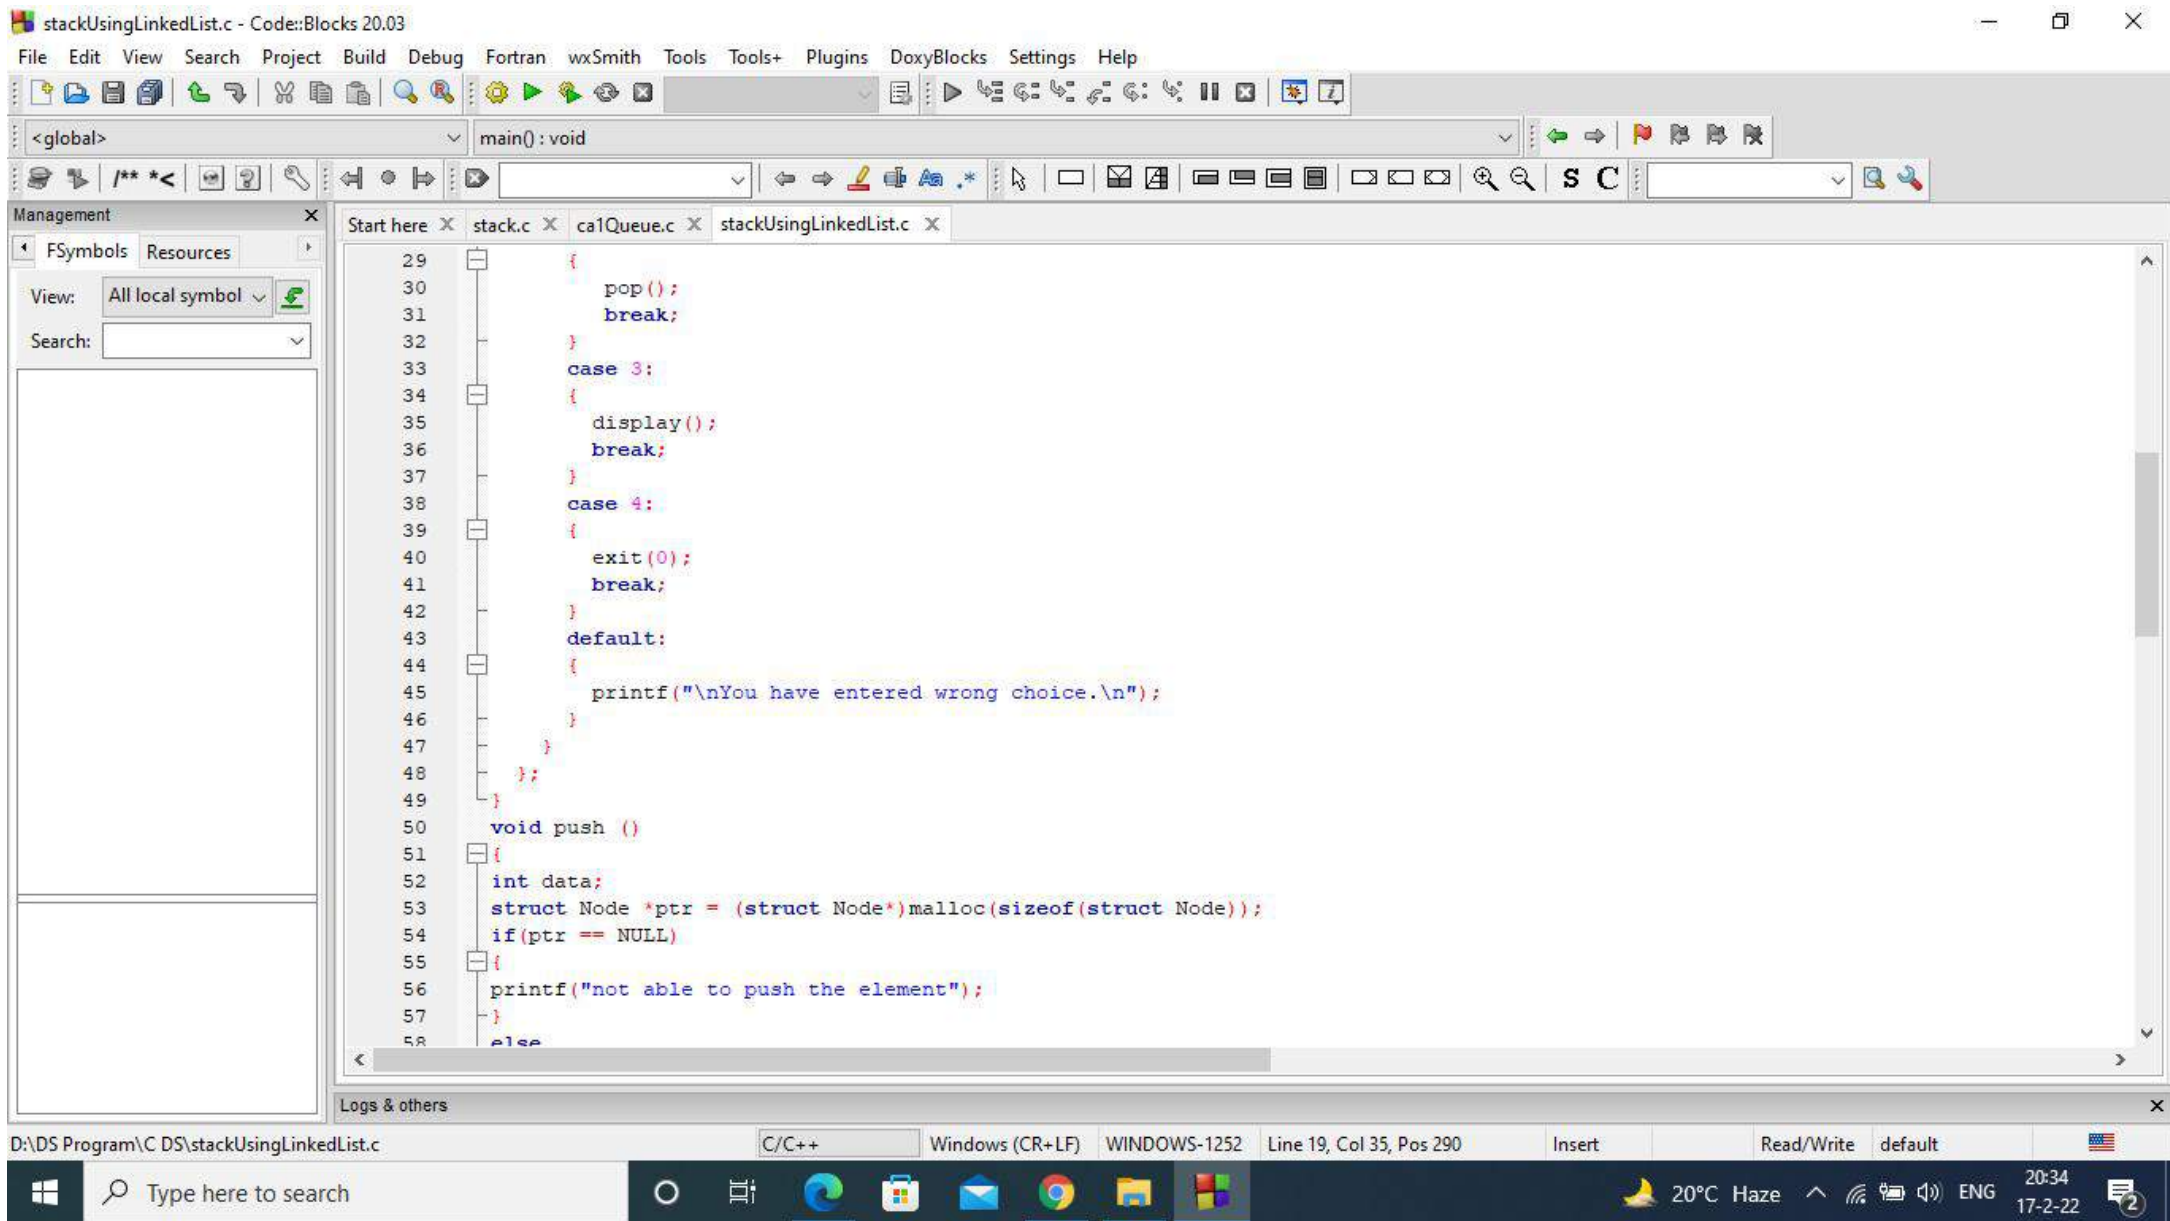 stackUsingLinkedList.c - Code::Blocks 20.03
File Edit View Search Project Build Debug Fortran wxSmith Tools Tools+ Plugins DoxyBlocks Settings Help
<global> main() : void
/** *< S C
Management
Start here stack.c ca1Queue.c stackUsingLinkedList.c
FSymbols Resources
View: All local symbol
Search:
29 {
30 pop();
31 break;
32 }
33 case 3:
34 {
35 display();
36 break;
37 }
38 case 4:
39 {
40 exit(0);
41 break;
42 }
43 default:
44 {
45 printf("\nYou have entered wrong choice.\n");
46 }
47 }
48 };
49 }
50 void push ()
51 {
52 int data;
53 struct Node *ptr = (struct Node*)malloc(sizeof(struct Node));
54 if(ptr == NULL)
55 {
56 printf("not able to push the element");
57 }
58 else
Logs & others
D:\DS Program\C DS\stackUsingLinkedList.c C/C++ Windows (CR+LF) WINDOWS-1252 Line 19, Col 35, Pos 290 Insert Read/Write default
Type here to search 20°C Haze ENG 20:34
17-2-22 2